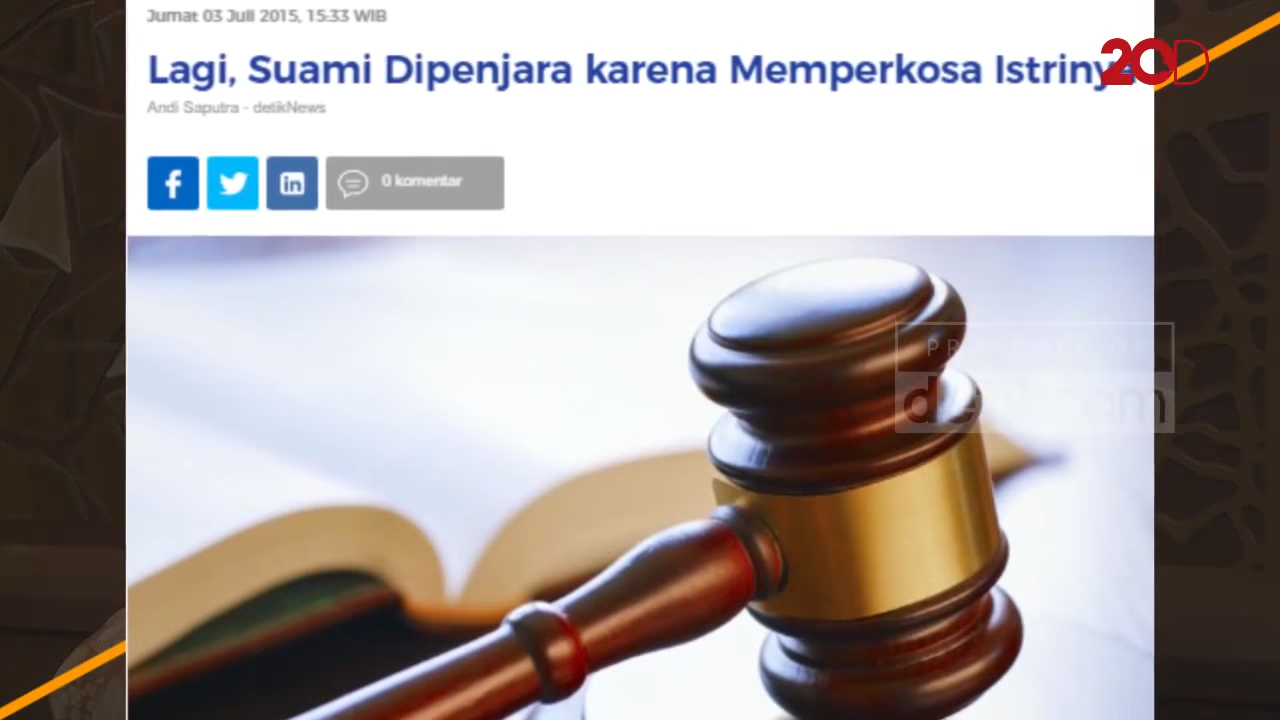 Jumat 03 Juli 2015, 15:33 WIB
20D
Lagi, Suami Dipenjara karena Memperkosa Istrinya
Andi Saputra - detikNews
0 komentar
detikcom